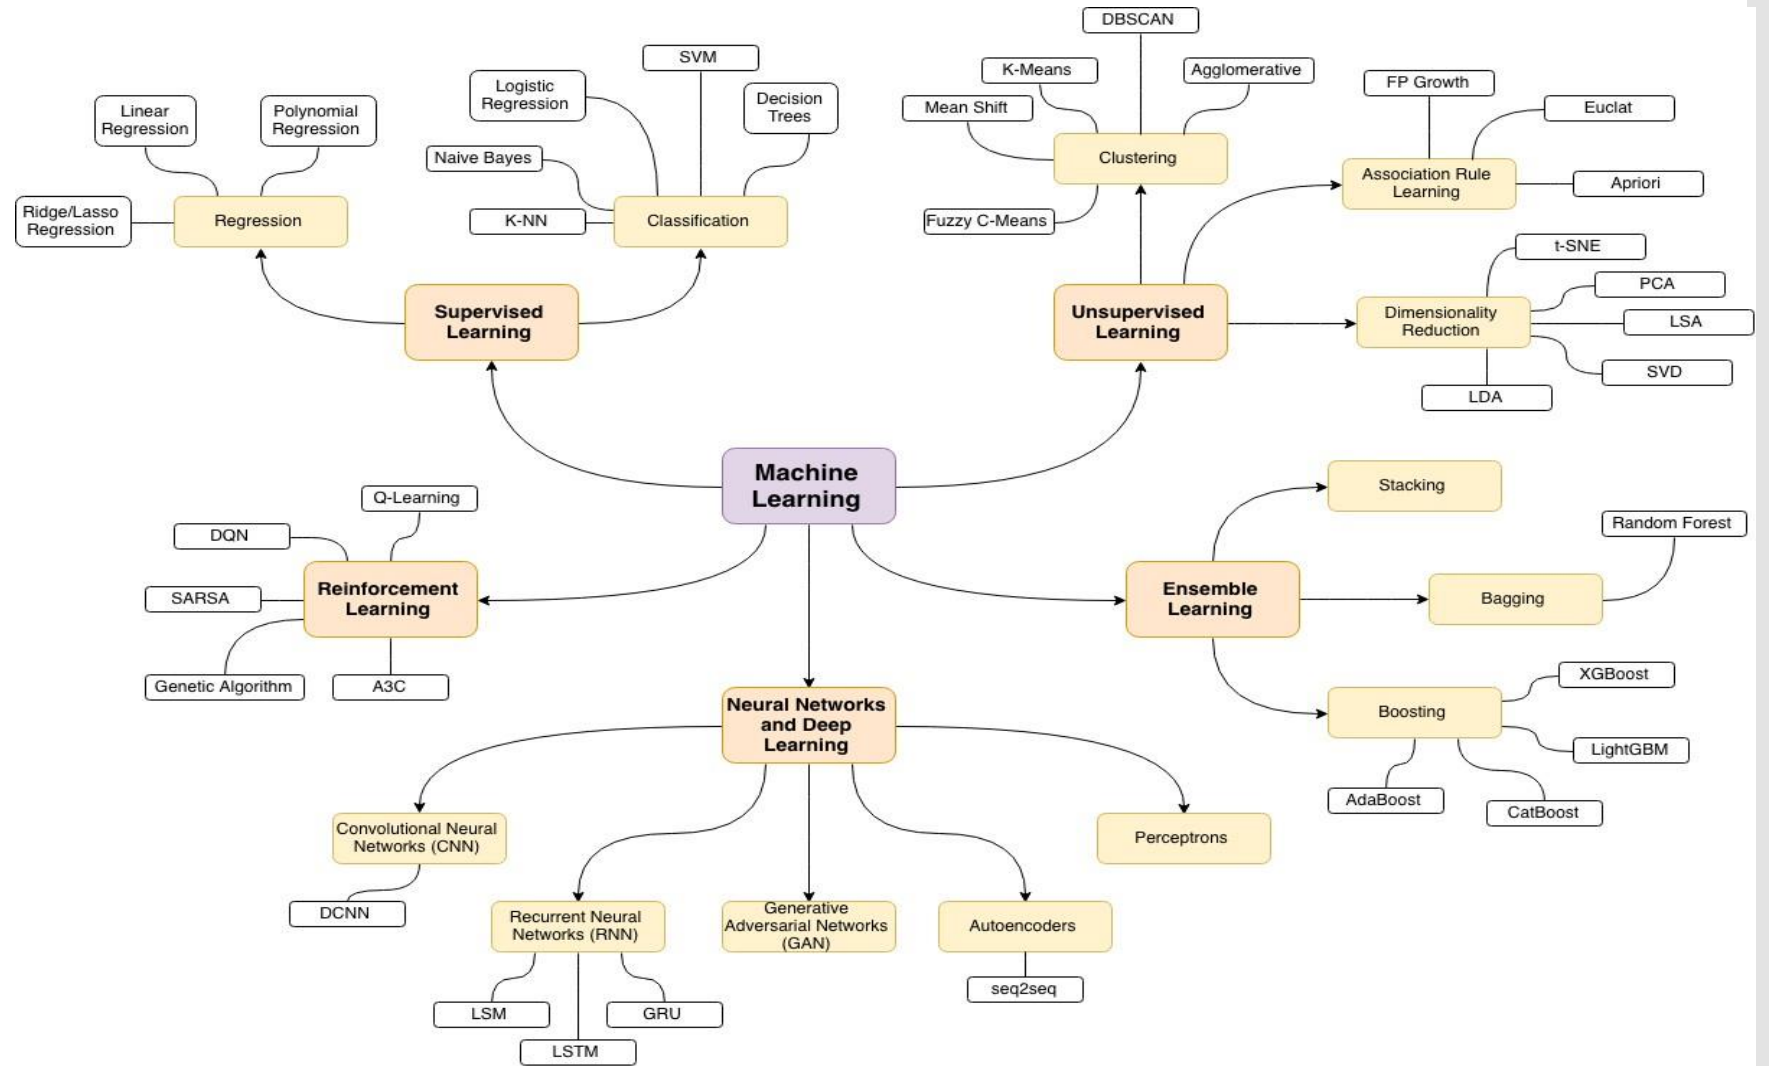 DBSCAN
SVM
K-Means
Agglomerative
FP Growth
Logistic
Regression
Decision
Trees
Linear
Regression
Polynomial
Regression
Mean Shift
Euclat
Naive Bayes
Clustering
Association Rule
Learning
Apriori
Ridge/Lasso
Regression
Regression
K-NN
Classification
Fuzzy C-Means
t-SNE
PCA
Supervised
Learning
Unsupervised
Learning
Dimensionality
Reduction
LSA
SVD
LDA
Machine
Learning
Stacking
Q-Learning
Random Forest
DQN
Reinforcement
Learning
SARSA
Ensemble
Learning
Bagging
Genetic Algorithm
A3C
XGBoost
Neural Networks
and Deep
Learning
Boosting
LightGBM
AdaBoost
CatBoost
Convolutional Neural
Networks (CNN)
Perceptrons
DCNN
Recurrent Neural
Networks (RNN)
Generative
Adversarial Networks
(GAN)
Autoencoders
seq2seq
LSM
GRU
LSTM